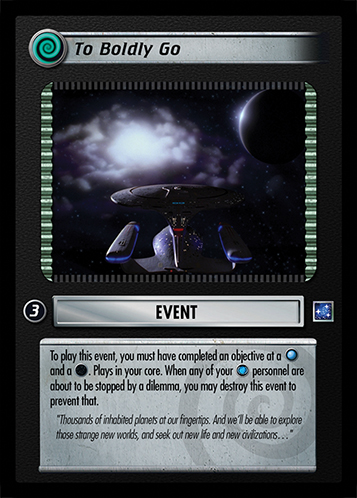 To Boldly Go
3
EVENT
To play this event, you must have completed an objective at a
and a . Plays in your core. When any of your personnel are
about to be stopped by a dilemma, you may destroy this event to
prevent that.
"Thousands of inhabited planets at our fingertips. And we'll be able to explore
those strange new worlds, and seek out new life and new civilizations . . ."